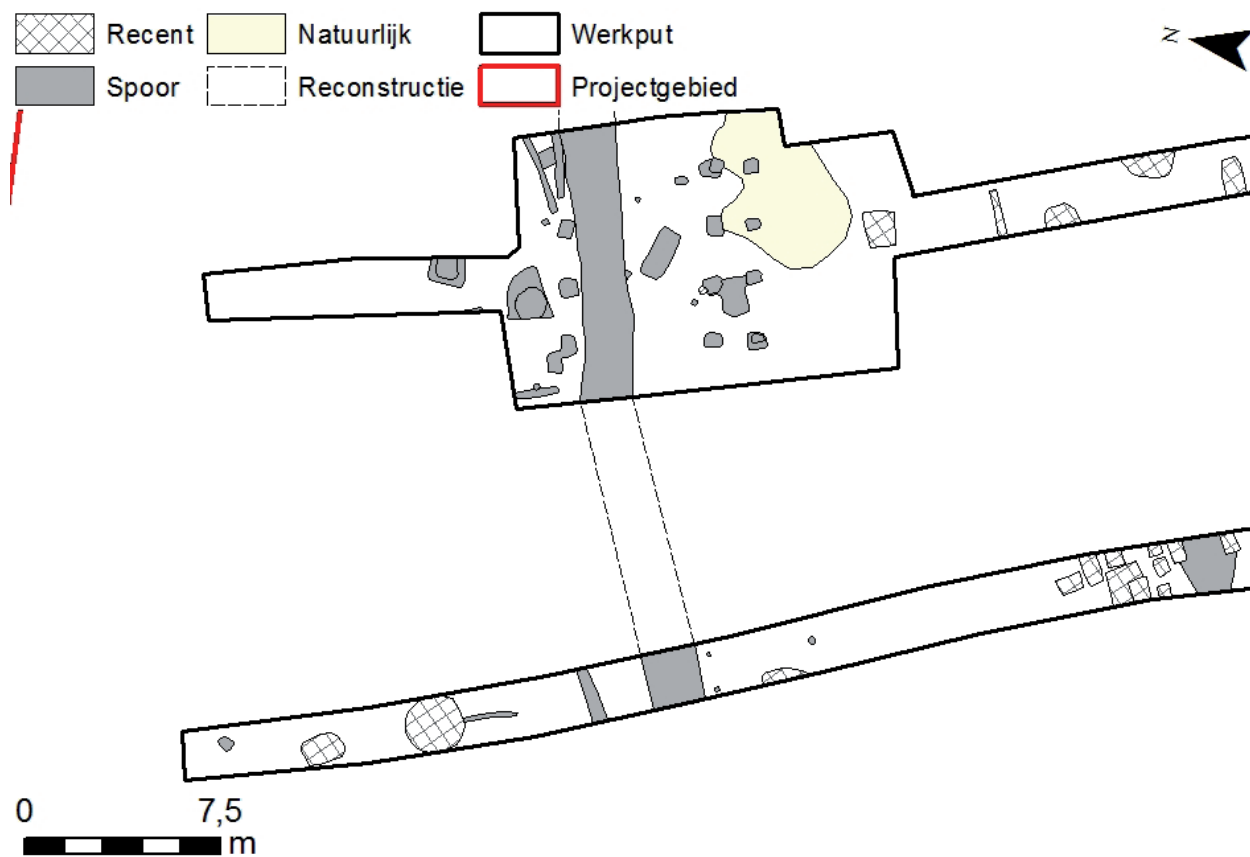 Recent Natuurlijk Werkput
Spoor Reconstructie Projectgebied
N
0 7,5
m